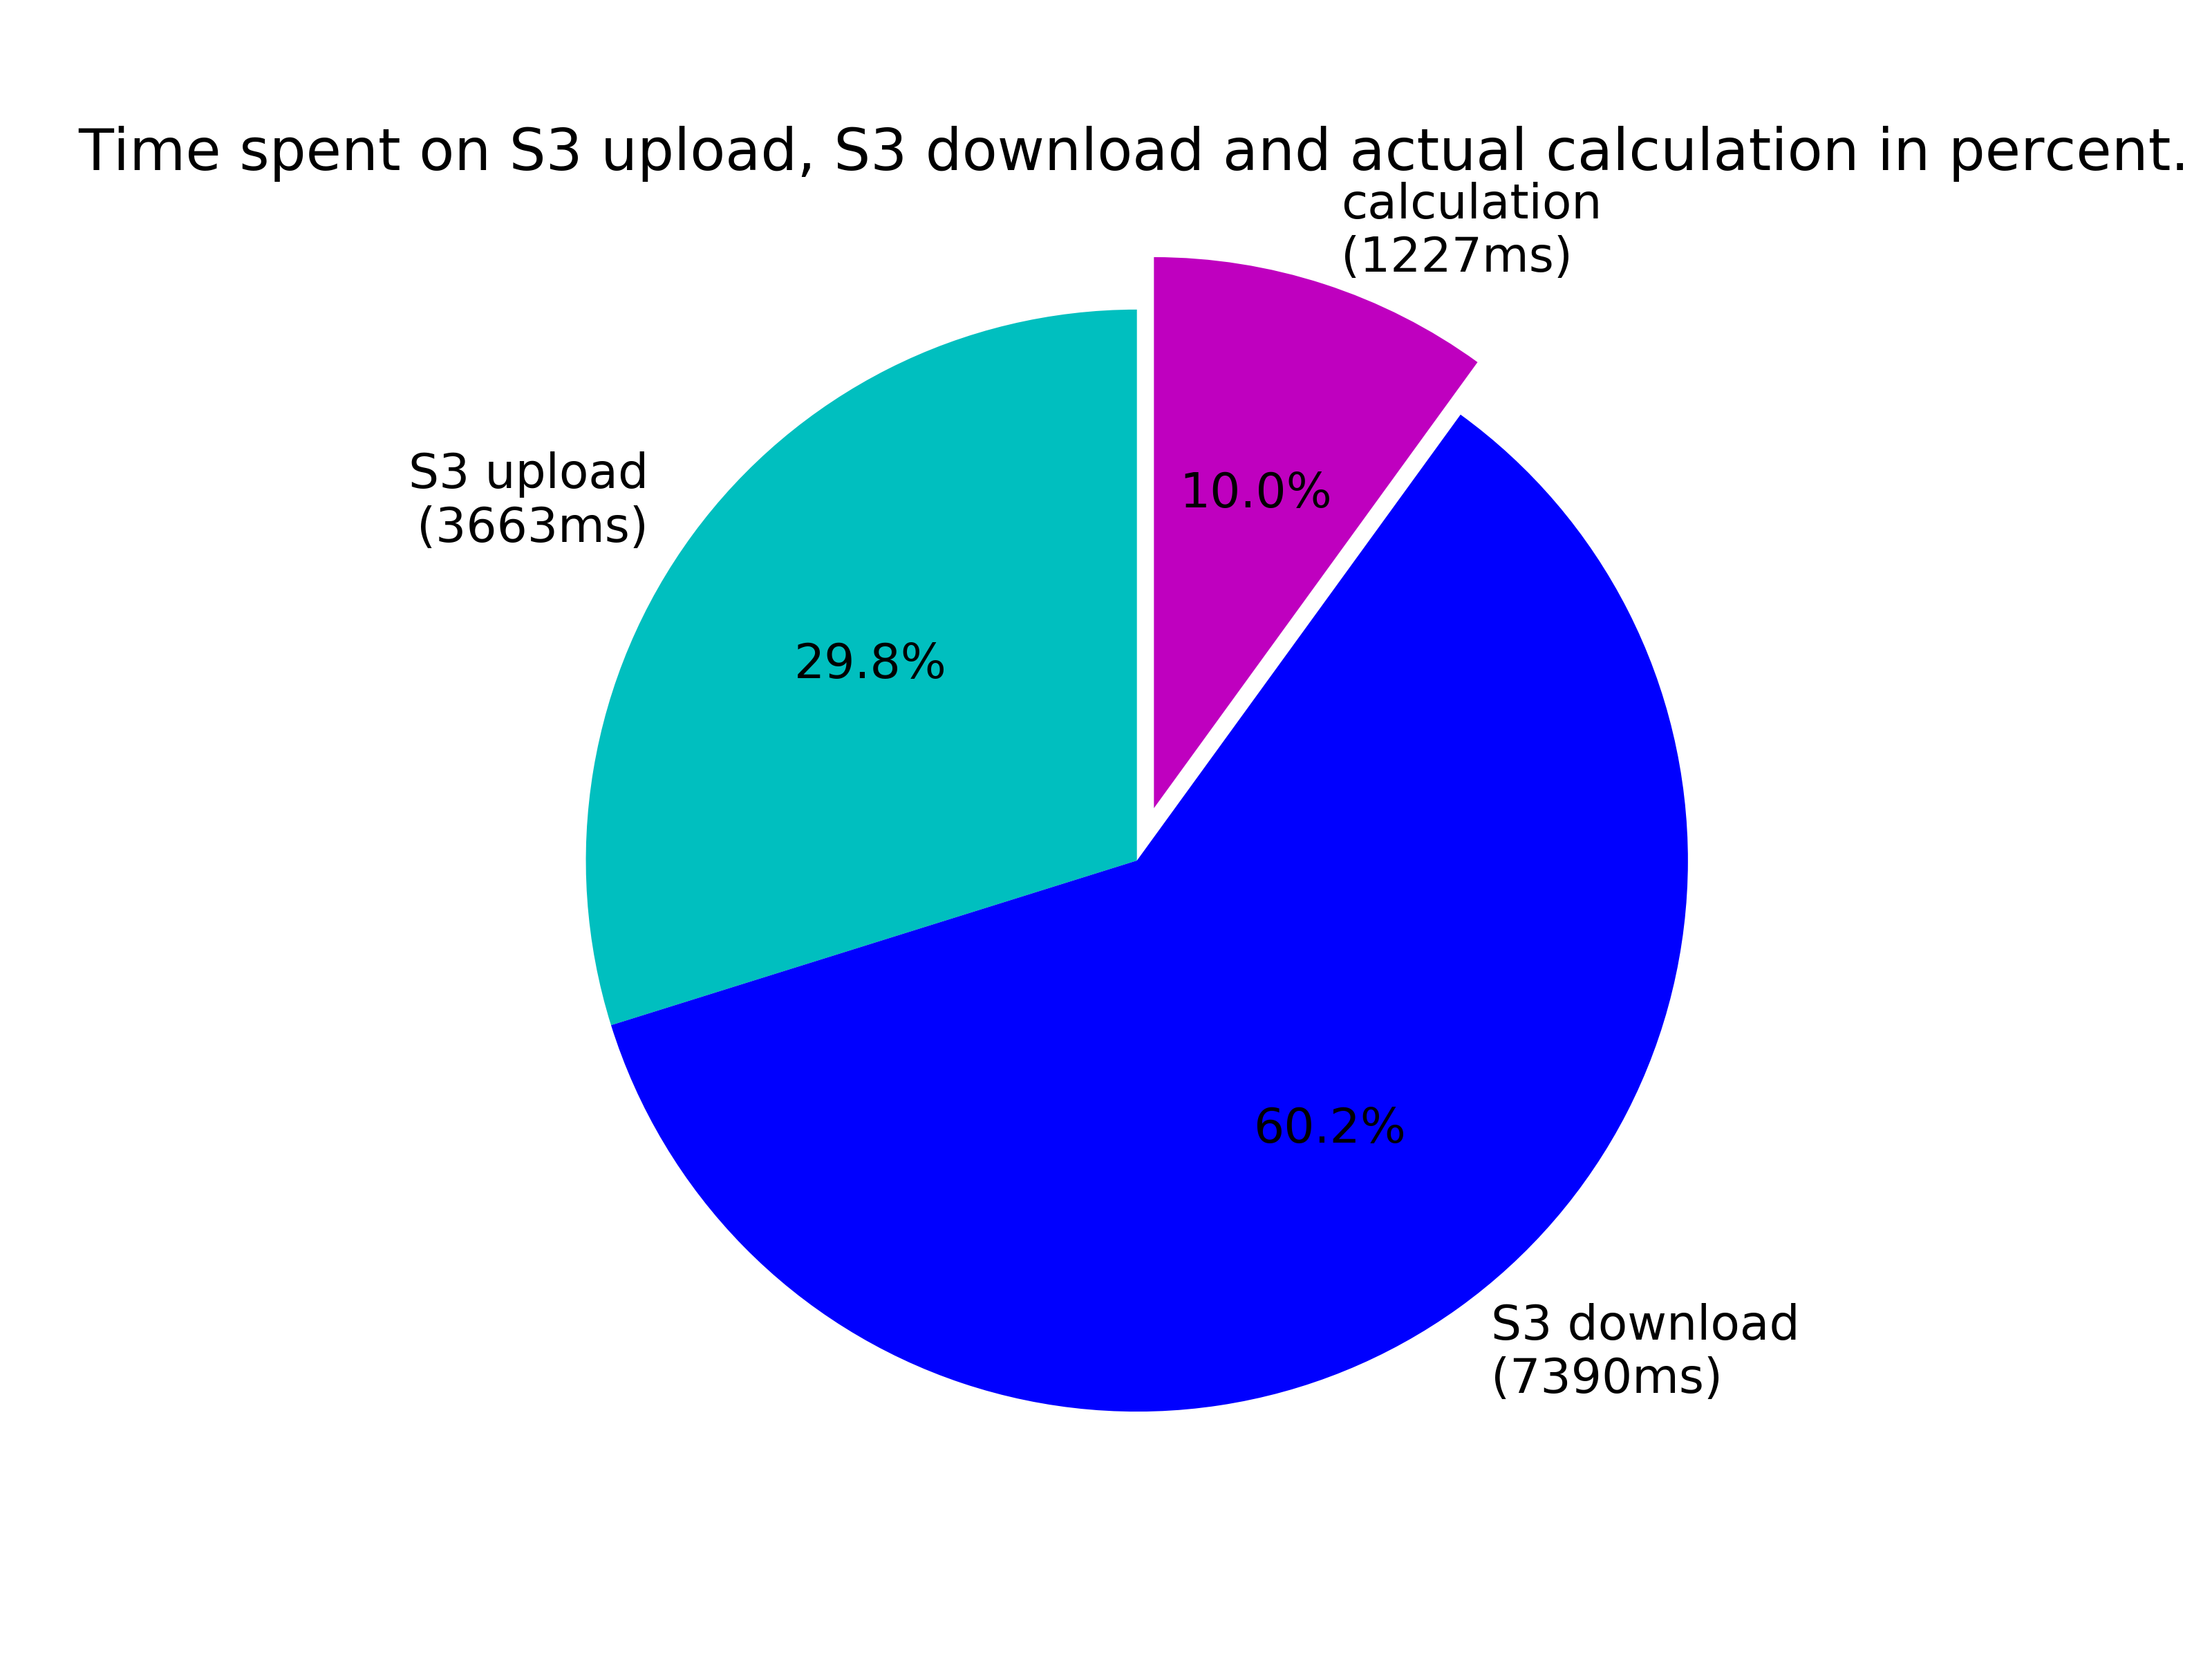 Time spent on S3 upload, S3 download and actual calculation in percent.
calculation
(1227ms)
10.0%
S3 upload
(3663ms)
29.8%
60.2%
S3 download
(7390ms)